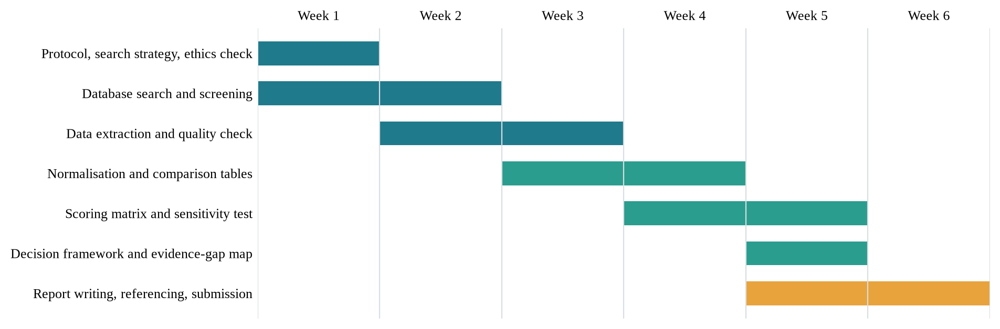 Week 1 Week 2 Week 3 Week 4 Week 5 Week 6
Protocol, search strategy, ethics check
Database search and screening
Data extraction and quality check
Normalisation and comparison tables
Scoring matrix and sensitivity test
Decision framework and evidence-gap map
Report writing, referencing, submission